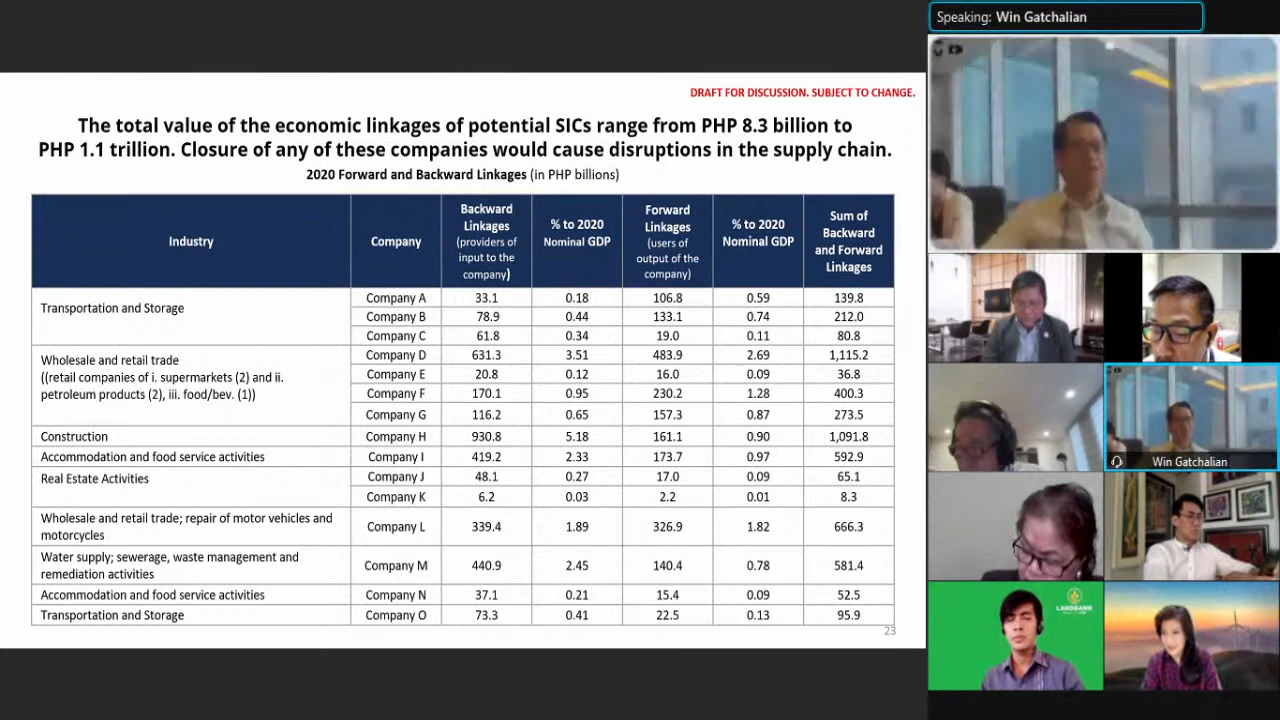 Speaking: Win Gatchalian
DRAFT FOR DISCUSSION. SUBJECT TO CHANGE.
The total value of the economic linkages of potential SICs range from PHP 8.3 billion to
PHP 1.1 trillion. Closure of any of these companies would cause disruptions in the supply chain.
2020 Forward and Backward Linkages (in PHP billions)
Industry | Company | Backward Linkages (providers of input to the company) | % to 2020 Nominal GDP | Forward Linkages (users of output of the company) | % to 2020 Nominal GDP | Sum of Backward and Forward Linkages
Transportation and Storage | Company A | 33.1 | 0.18 | 106.8 | 0.59 | 139.8
Company B | 78.9 | 0.44 | 133.1 | 0.74 | 212.0
Company C | 61.8 | 0.34 | 19.0 | 0.11 | 80.8
Wholesale and retail trade ((retail companies of i. supermarkets (2) and ii. petroleum products (2), iii. food/bev. (1)) | Company D | 631.3 | 3.51 | 483.9 | 2.69 | 1,115.2
Company E | 20.8 | 0.12 | 16.0 | 0.09 | 36.8
Company F | 170.1 | 0.95 | 230.2 | 1.28 | 400.3
Company G | 116.2 | 0.65 | 157.3 | 0.87 | 273.5
Construction | Company H | 930.8 | 5.18 | 161.1 | 0.90 | 1,091.8
Accommodation and food service activities | Company I | 419.2 | 2.33 | 173.7 | 0.97 | 592.9
Real Estate Activities | Company J | 48.1 | 0.27 | 17.0 | 0.09 | 65.1
Company K | 6.2 | 0.03 | 2.2 | 0.01 | 8.3
Wholesale and retail trade; repair of motor vehicles and motorcycles | Company L | 339.4 | 1.89 | 326.9 | 1.82 | 666.3
Water supply; sewerage, waste management and remediation activities | Company M | 440.9 | 2.45 | 140.4 | 0.78 | 581.4
Accommodation and food service activities | Company N | 37.1 | 0.21 | 15.4 | 0.09 | 52.5
Transportation and Storage | Company O | 73.3 | 0.41 | 22.5 | 0.13 | 95.9
23
Win Gatchalian
LANDBANK